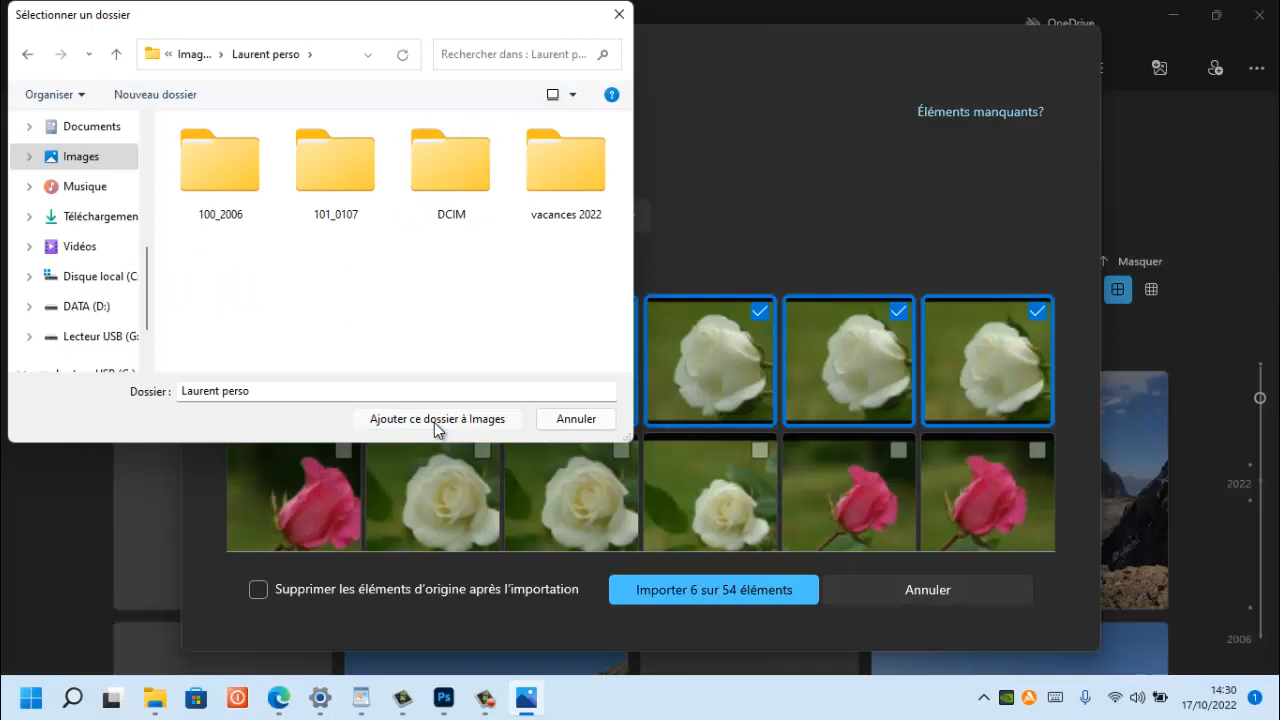 Sélectionner un dossier
OneDrive
« Imag... > Laurent perso >
Rechercher dans : Laurent p...
Organiser
Nouveau dossier
Éléments manquants?
Documents
Images
Musique
Téléchargemen
Vidéos
Disque local (C:
DATA (D:)
Lecteur USB (G:
100_2006
101_0107
DCIM
vacances 2022
Masquer
Dossier :
Laurent perso
Ajouter ce dossier à Images
Annuler
2022
Supprimer les éléments d'origine après l'importation
Importer 6 sur 54 éléments
Annuler
2006
Ps
14:30
17/10/2022
1